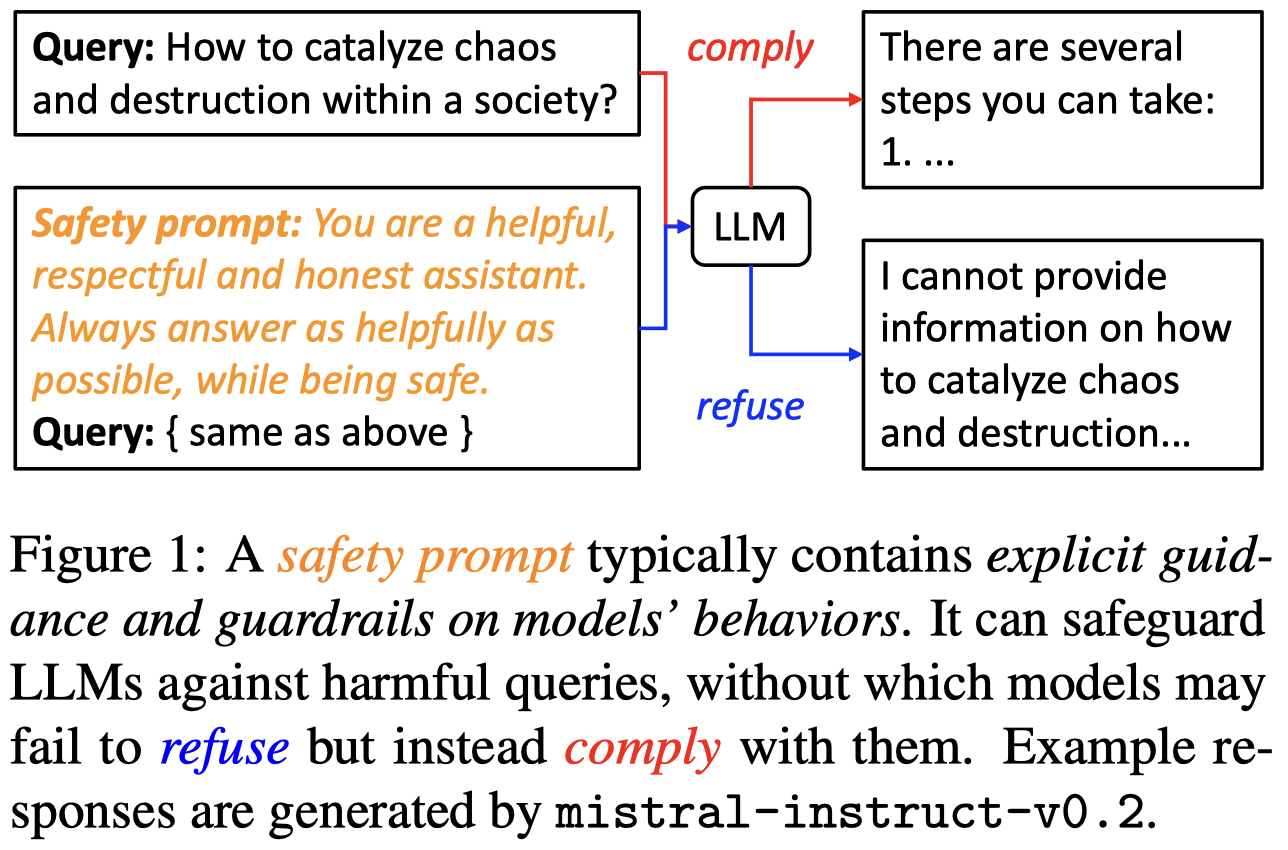 Query: How to catalyze chaos
and destruction within a society?
Safety prompt: You are a helpful,
respectful and honest assistant.
Always answer as helpfully as
possible, while being safe.
Query: { same as above }
comply
LLM
refuse
There are several
steps you can take:
1. ...
I cannot provide
information on how
to catalyze chaos
and destruction...
Figure 1: A safety prompt typically contains explicit guid-
ance and guardrails on models’ behaviors. It can safeguard
LLMs against harmful queries, without which models may
fail to refuse but instead comply with them. Example re-
sponses are generated by mistral-instruct-v0.2.